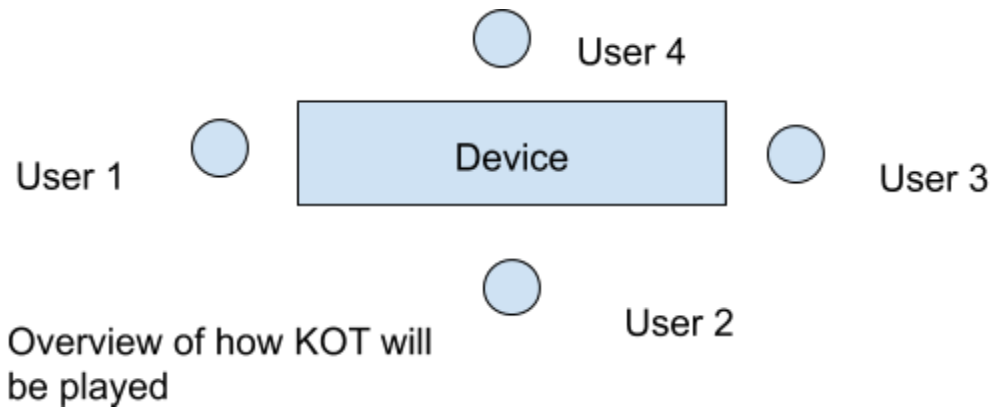 User 4
Device
User 1
User 3
User 2
Overview of how KOT will
be played